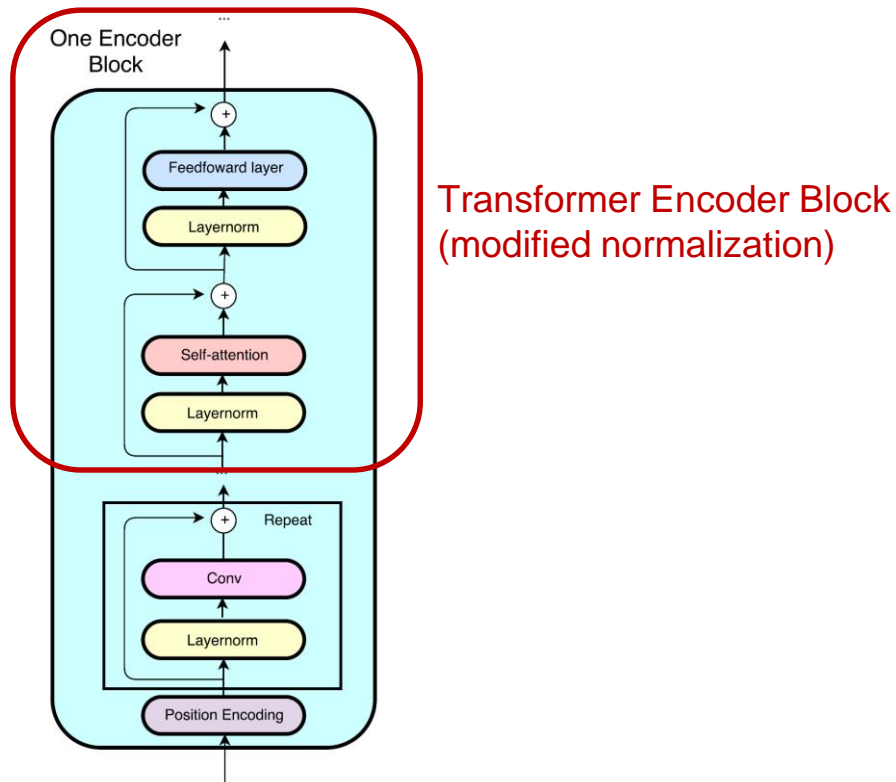 ...
One Encoder
Block
+
Feedfoward layer
Layernorm
Transformer Encoder Block
(modified normalization)
+
Self-attention
Layernorm
...
+
Repeat
Conv
Layernorm
Position Encoding